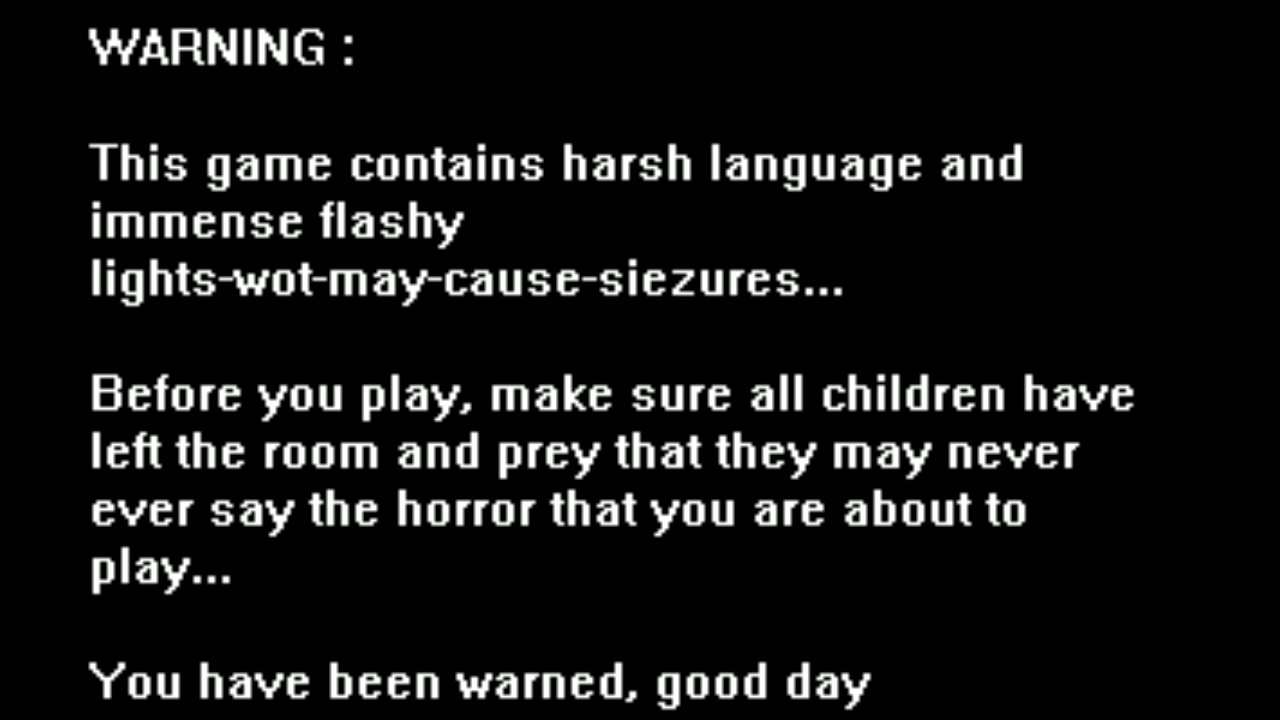 WARNING :
This game contains harsh language and
immense flashy
lights-wot-may-cause-siezures...
Before you play, make sure all children have
left the room and prey that they may never
ever say the horror that you are about to
play...
You have been warned, good day